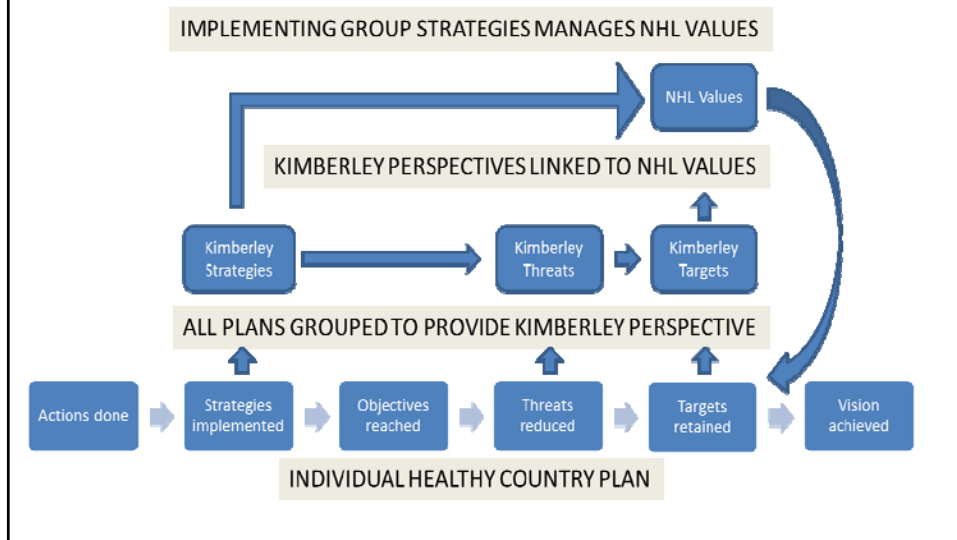 IMPLEMENTING GROUP STRATEGIES MANAGES NHL VALUES
NHL Values
KIMBERLEY PERSPECTIVES LINKED TO NHL VALUES
Kimberley
Strategies
Kimberley
Threats
Kimberley
Targets
ALL PLANS GROUPED TO PROVIDE KIMBERLEY PERSPECTIVE
Actions done
Strategies
implemented
Objectives
reached
Threats
reduced
Targets
retained
Vision
achieved
INDIVIDUAL HEALTHY COUNTRY PLAN